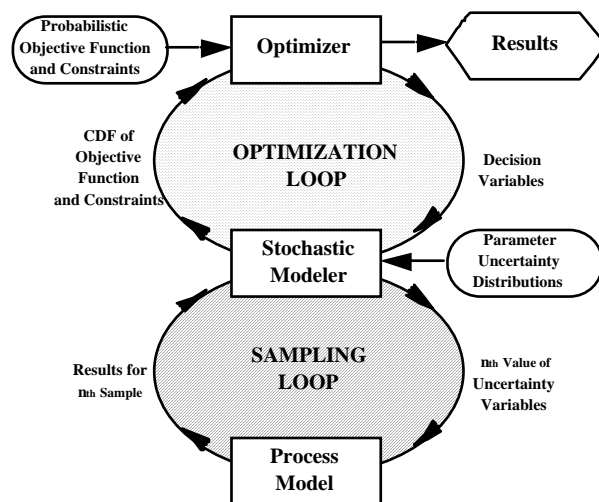 Probabilistic
Objective Function
and Constraints
Optimizer
Results
CDF of
Objective
Function
and Constraints
OPTIMIZATION
LOOP
Decision
Variables
Stochastic
Modeler
Parameter
Uncertainty
Distributions
Results for
nth Sample
SAMPLING
LOOP
nth Value of
Uncertainty
Variables
Process
Model